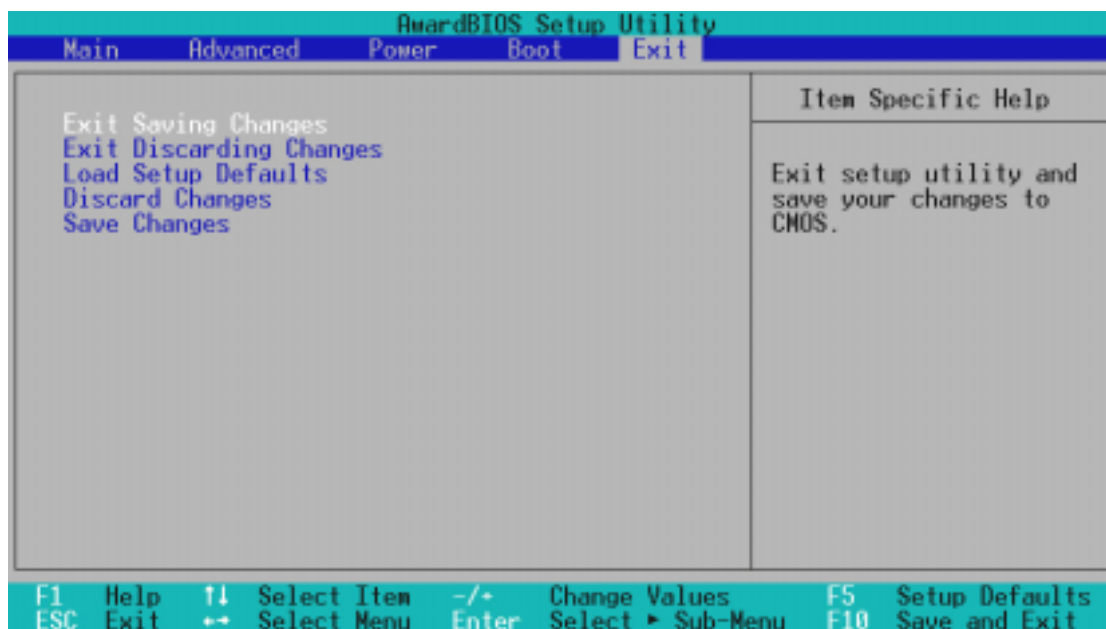 AwardBIOS Setup Utility
Main Advanced Power Boot Exit
Exit Saving Changes
Exit Discarding Changes
Load Setup Defaults
Discard Changes
Save Changes
Item Specific Help
Exit setup utility and
save your changes to
CMOS.
F1 Help ↑↓ Select Item -/+ Change Values F5 Setup Defaults
ESC Exit ←→ Select Menu Enter Select ► Sub-Menu F10 Save and Exit